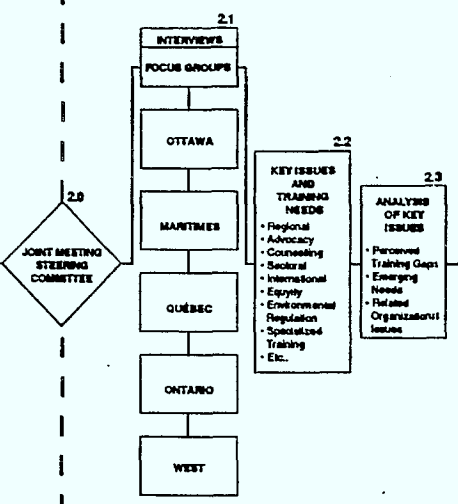 2.1
INTERVIEWS
FOCUS GROUPS
OTTAWA
MARITIMES
QUÉBEC
ONTARIO
WEST
2.0
JOINT MEETING
STEERING
COMMITTEE
2.2
KEY ISSUES
AND
TRAINING
NEEDS
• Regional
• Advocacy
• Counselling
• Sectoral
• International
• Equity
• Environmental
Regulation
• Specialized
Training
• Etc..
2.3
ANALYSIS
OF KEY
ISSUES
• Perceived
Training Gaps
• Emerging
Needs
• Related
Organizational
Issues